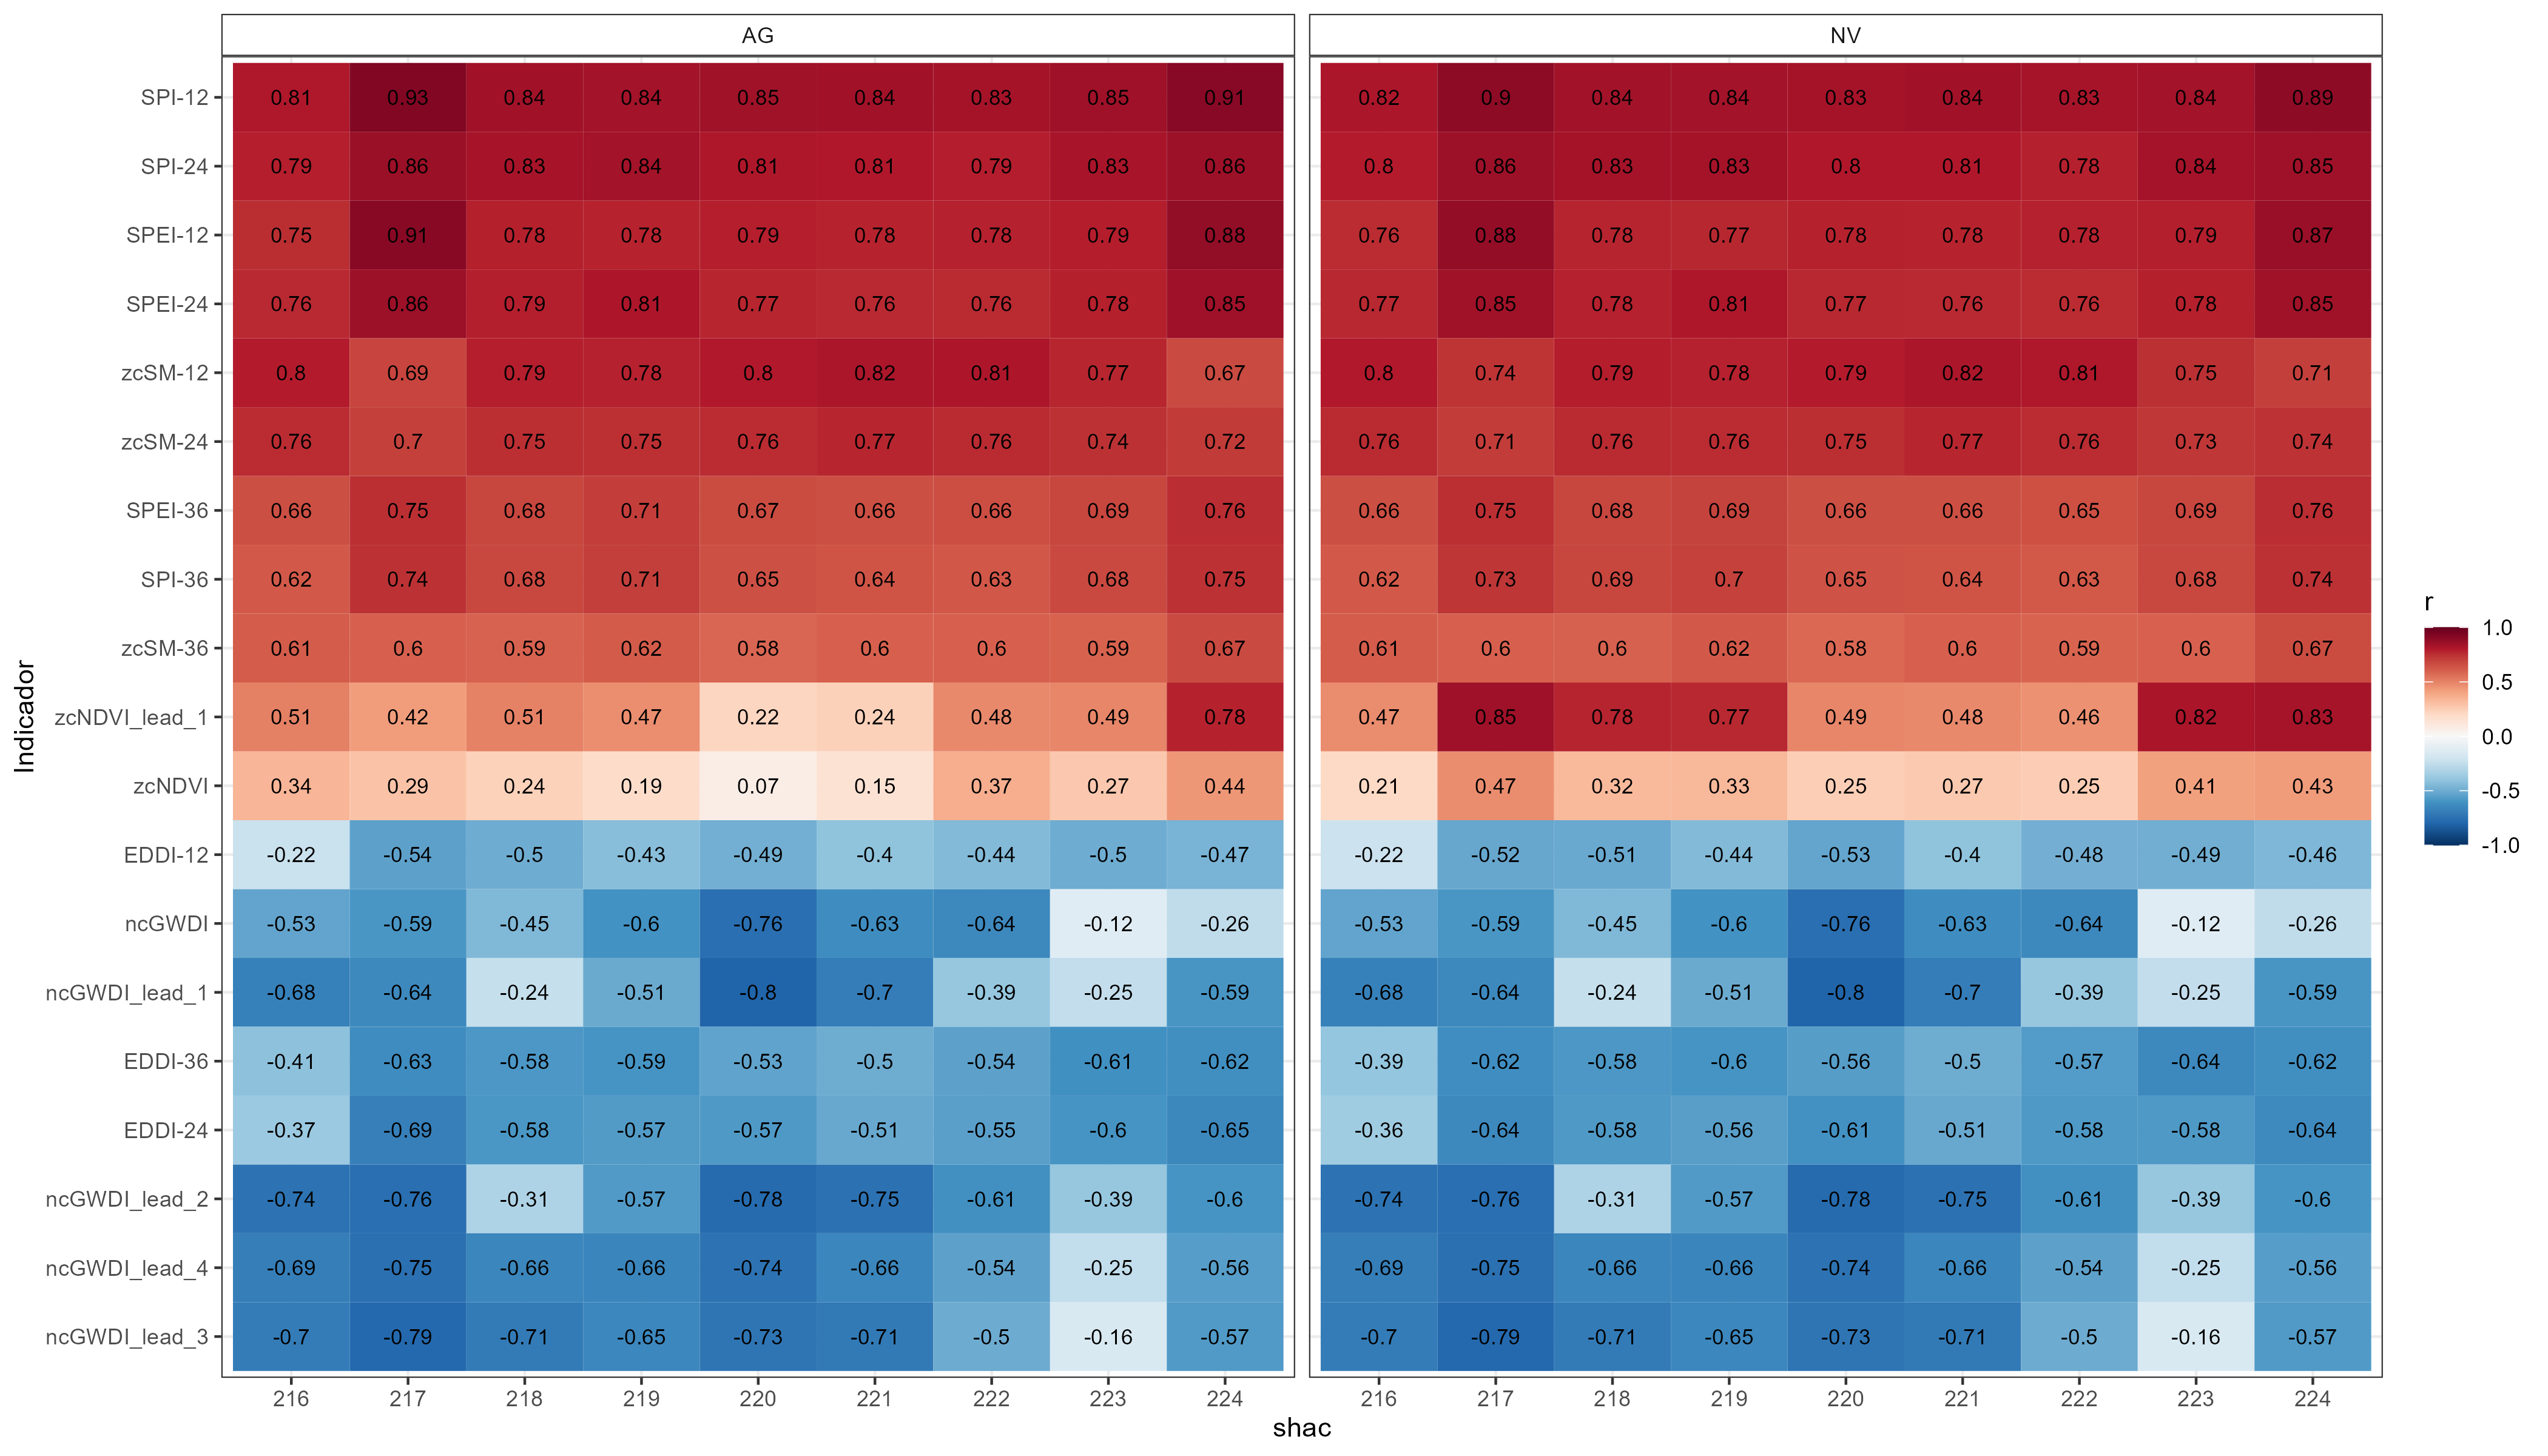 AG NV
SPI-12 0.81 0.93 0.84 0.84 0.85 0.84 0.83 0.85 0.91 0.82 0.9 0.84 0.84 0.83 0.84 0.83 0.84 0.89
SPI-24 0.79 0.86 0.83 0.84 0.81 0.81 0.79 0.83 0.86 0.8 0.86 0.83 0.83 0.8 0.81 0.78 0.84 0.85
SPEI-12 0.75 0.91 0.78 0.78 0.79 0.78 0.78 0.79 0.88 0.76 0.88 0.78 0.77 0.78 0.78 0.78 0.79 0.87
SPEI-24 0.76 0.86 0.79 0.81 0.77 0.76 0.76 0.78 0.85 0.77 0.85 0.78 0.81 0.77 0.76 0.76 0.78 0.85
zcSM-12 0.8 0.69 0.79 0.78 0.8 0.82 0.81 0.77 0.67 0.8 0.74 0.79 0.78 0.79 0.82 0.81 0.75 0.71
zcSM-24 0.76 0.7 0.75 0.75 0.76 0.77 0.76 0.74 0.72 0.76 0.71 0.76 0.76 0.75 0.77 0.76 0.73 0.74
SPEI-36 0.66 0.75 0.68 0.71 0.67 0.66 0.66 0.69 0.76 0.66 0.75 0.68 0.69 0.66 0.66 0.65 0.69 0.76
SPI-36 0.62 0.74 0.68 0.71 0.65 0.64 0.63 0.68 0.75 0.62 0.73 0.69 0.7 0.65 0.64 0.63 0.68 0.74
zcSM-36 0.61 0.6 0.59 0.62 0.58 0.6 0.6 0.59 0.67 0.61 0.6 0.6 0.62 0.58 0.6 0.59 0.6 0.67
zcNDVI_lead_1 0.51 0.42 0.51 0.47 0.22 0.24 0.48 0.49 0.78 0.47 0.85 0.78 0.77 0.49 0.48 0.46 0.82 0.83
zcNDVI 0.34 0.29 0.24 0.19 0.07 0.15 0.37 0.27 0.44 0.21 0.47 0.32 0.33 0.25 0.27 0.25 0.41 0.43
EDDI-12 -0.22 -0.54 -0.5 -0.43 -0.49 -0.4 -0.44 -0.5 -0.47 -0.22 -0.52 -0.51 -0.44 -0.53 -0.4 -0.48 -0.49 -0.46
ncGWDI -0.53 -0.59 -0.45 -0.6 -0.76 -0.63 -0.64 -0.12 -0.26 -0.53 -0.59 -0.45 -0.6 -0.76 -0.63 -0.64 -0.12 -0.26
ncGWDI_lead_1 -0.68 -0.64 -0.24 -0.51 -0.8 -0.7 -0.39 -0.25 -0.59 -0.68 -0.64 -0.24 -0.51 -0.8 -0.7 -0.39 -0.25 -0.59
EDDI-36 -0.41 -0.63 -0.58 -0.59 -0.53 -0.5 -0.54 -0.61 -0.62 -0.39 -0.62 -0.58 -0.6 -0.56 -0.5 -0.57 -0.64 -0.62
EDDI-24 -0.37 -0.69 -0.58 -0.57 -0.57 -0.51 -0.55 -0.6 -0.65 -0.36 -0.64 -0.58 -0.56 -0.61 -0.51 -0.58 -0.58 -0.64
ncGWDI_lead_2 -0.74 -0.76 -0.31 -0.57 -0.78 -0.75 -0.61 -0.39 -0.6 -0.74 -0.76 -0.31 -0.57 -0.78 -0.75 -0.61 -0.39 -0.6
ncGWDI_lead_4 -0.69 -0.75 -0.66 -0.66 -0.74 -0.66 -0.54 -0.25 -0.56 -0.69 -0.75 -0.66 -0.66 -0.74 -0.66 -0.54 -0.25 -0.56
ncGWDI_lead_3 -0.7 -0.79 -0.71 -0.65 -0.73 -0.71 -0.5 -0.16 -0.57 -0.7 -0.79 -0.71 -0.65 -0.73 -0.71 -0.5 -0.16 -0.57
216 217 218 219 220 221 222 223 224 216 217 218 219 220 221 222 223 224
shac
Indicador
r
1.0
0.5
0.0
-0.5
-1.0